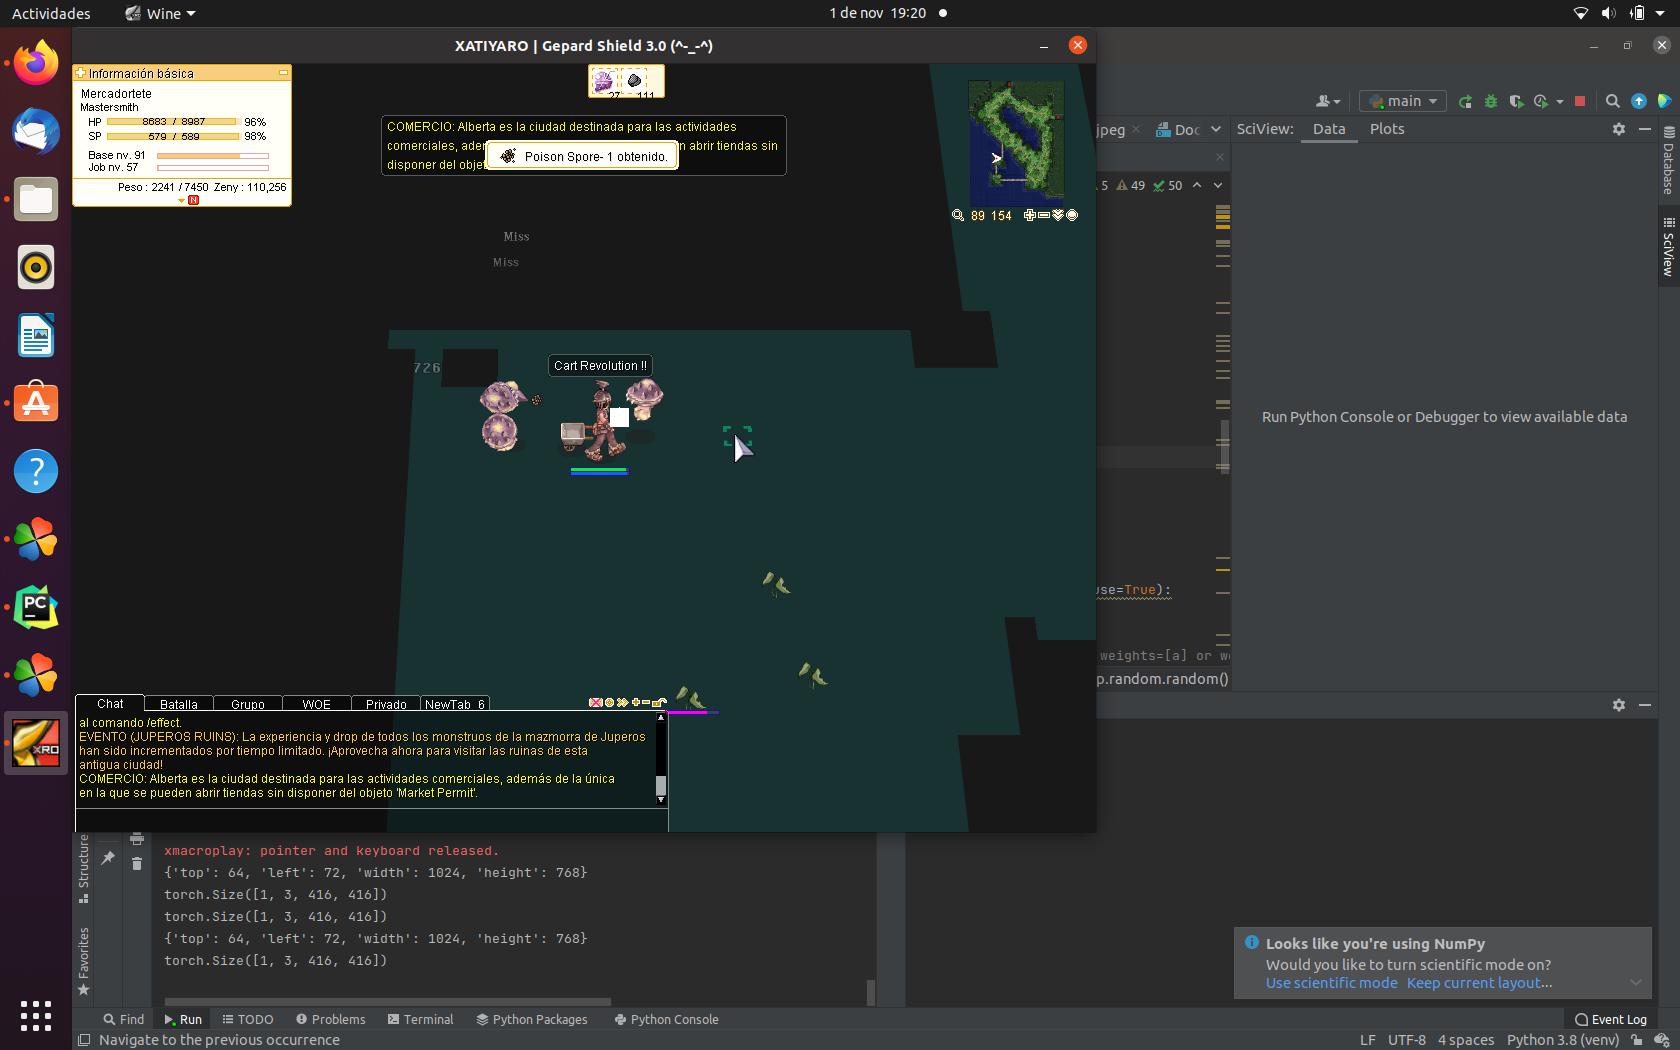 Actividades
Wine
1 de nov 19:20
XATIYARO | Gepard Shield 3.0 (^-_-^)
Información básica
Mercadortete
Mastersmith
HP 8683 / 8987 96%
SP 579 / 589 98%
Base nv. 91
Job nv. 57
Peso : 2241 / 7450 Zeny : 110,256
N
27 111
COMERCIO: Alberta es la ciudad destinada para las actividades
comerciales, ader n abrir tiendas sin
disponer del obje
Poison Spore- 1 obtenido.
89 154
Miss
Miss
726
Cart Revolution !!
Chat Batalla Grupo WOE Privado NewTab_6
al comando /effect.
EVENTO (JUPEROS RUINS): La experiencia y drop de todos los monstruos de la mazmorra de Juperos
han sido incrementados por tiempo limitado. ¡Aprovecha ahora para visitar las ruinas de esta
antigua ciudad!
COMERCIO: Alberta es la ciudad destinada para las actividades comerciales, además de la única
en la que se pueden abrir tiendas sin disponer del objeto 'Market Permit'.
main
jpeg
Doc
SciView: Data Plots
5 49 50
Database
SciView
Run Python Console or Debugger to view available data
use=True):
weights=[a] or we
p.random.random()
PC
XRO
Structure
Favorites
xmacroplay: pointer and keyboard released.
{'top': 64, 'left': 72, 'width': 1024, 'height': 768}
torch.Size([1, 3, 416, 416])
torch.Size([1, 3, 416, 416])
{'top': 64, 'left': 72, 'width': 1024, 'height': 768}
torch.Size([1, 3, 416, 416])
Looks like you're using NumPy
Would you like to turn scientific mode on?
Use scientific mode Keep current layout...
Find Run TODO Problems Terminal Python Packages Python Console
Event Log
Navigate to the previous occurrence
LF UTF-8 4 spaces Python 3.8 (venv)